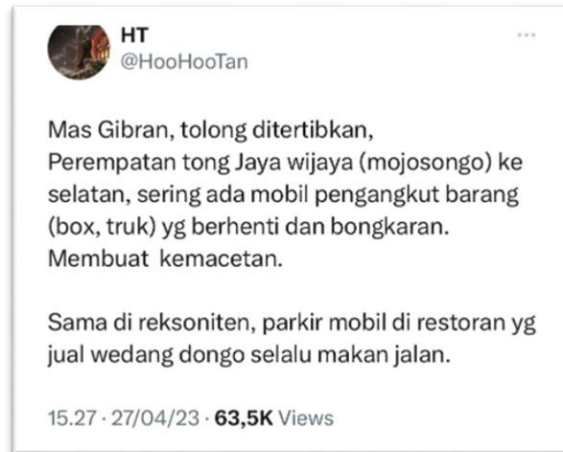 HT
@HooHooTan
Mas Gibran, tolong ditertibkan,
Perempatan tong Jaya wijaya (mojosongo) ke
selatan, sering ada mobil pengangkut barang
(box, truk) yg berhenti dan bongkaran.
Membuat kemacetan.
Sama di reksoniten, parkir mobil di restoran yg
jual wedang dongo selalu makan jalan.
15.27 · 27/04/23 · 63,5K Views